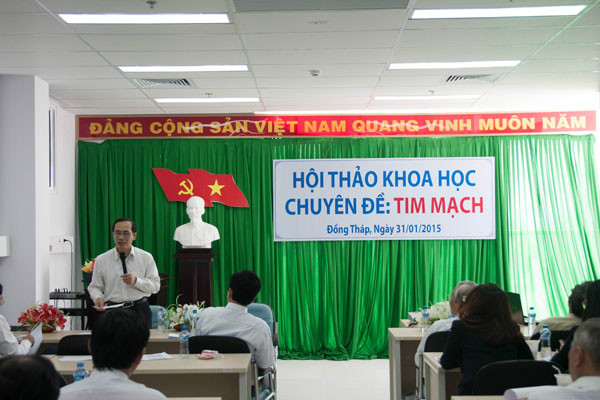 ĐẢNG CỘNG SẢN VIỆT NAM QUANG VINH MUÔN NĂM
HỘI THẢO KHOA HỌC
CHUYÊN ĐỀ: TIM MẠCH
Đồng Tháp, Ngày 31/01/2015